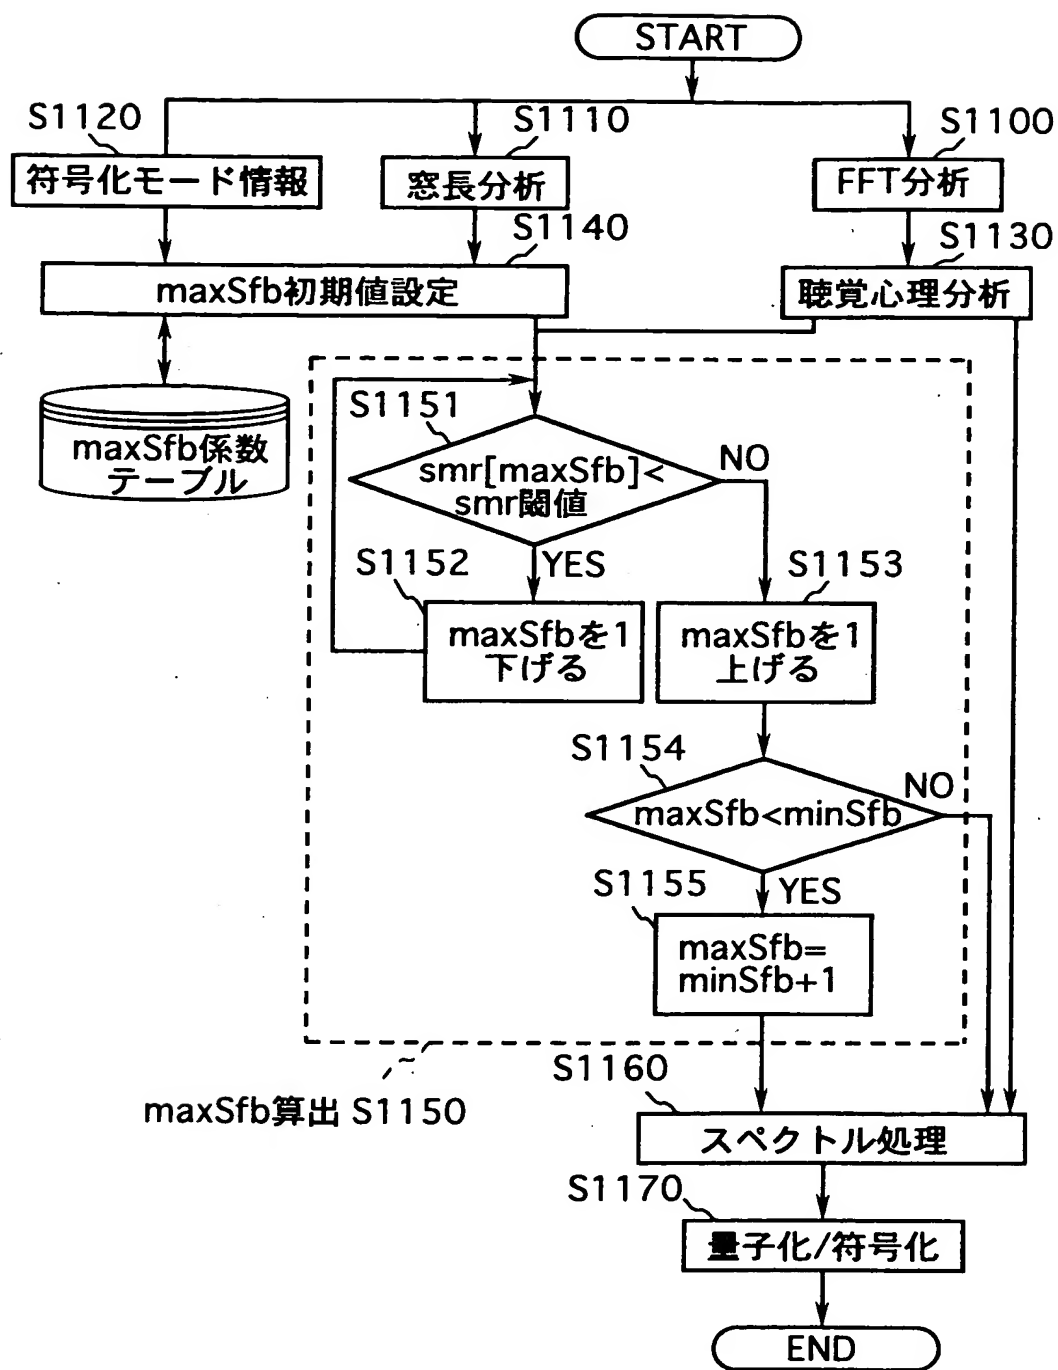 START
S1120
S1110
S1100
符号化モード情報
窓長分析
FFT分析
S1140
S1130
maxSfb初期値設定
聴覚心理分析
maxSfb係数
テーブル
S1151
smr[maxSfb]<
smr閾値
NO
YES
S1152
S1153
maxSfbを1
下げる
maxSfbを1
上げる
S1154
maxSfb<minSfb
NO
YES
S1155
maxSfb=
minSfb+1
maxSfb算出 S1150
S1160
スペクトル処理
S1170
量子化/符号化
END